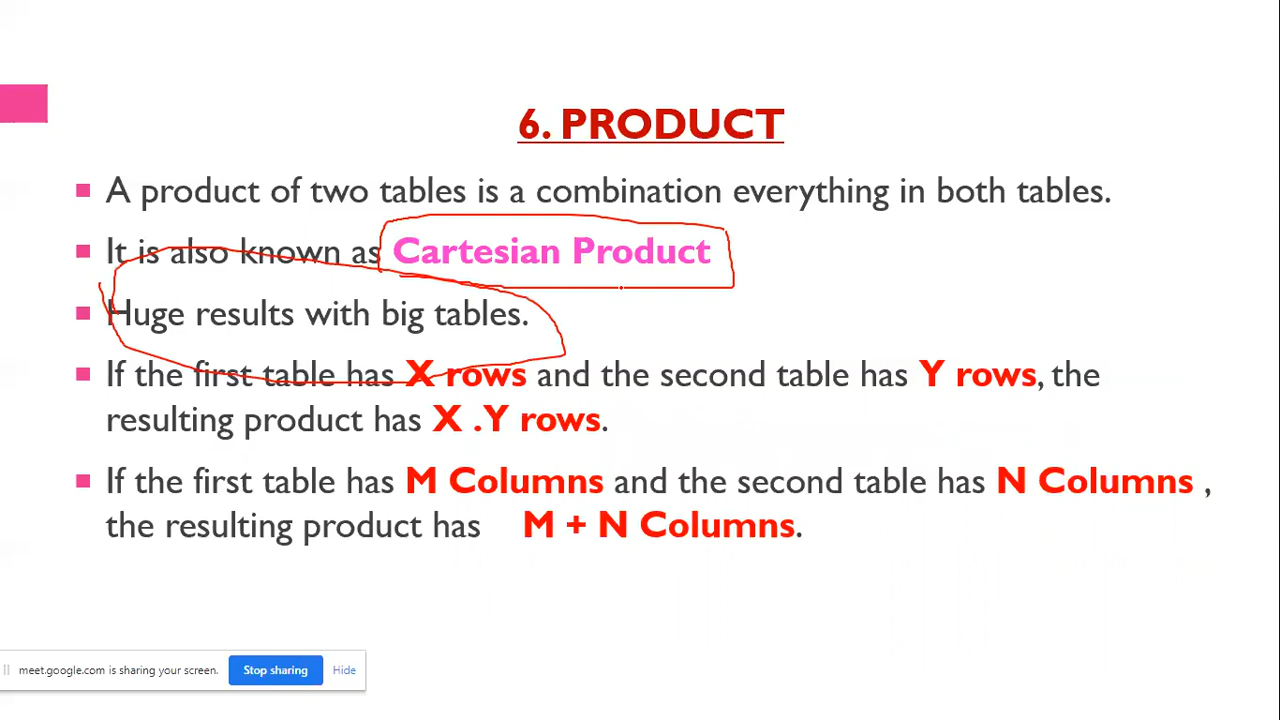 6. PRODUCT
A product of two tables is a combination everything in both tables.
It is also known as Cartesian Product
Huge results with big tables.
If the first table has X rows and the second table has Y rows, the
resulting product has X .Y rows.
If the first table has M Columns and the second table has N Columns ,
the resulting product has M + N Columns.
meet.google.com is sharing your screen. Stop sharing Hide